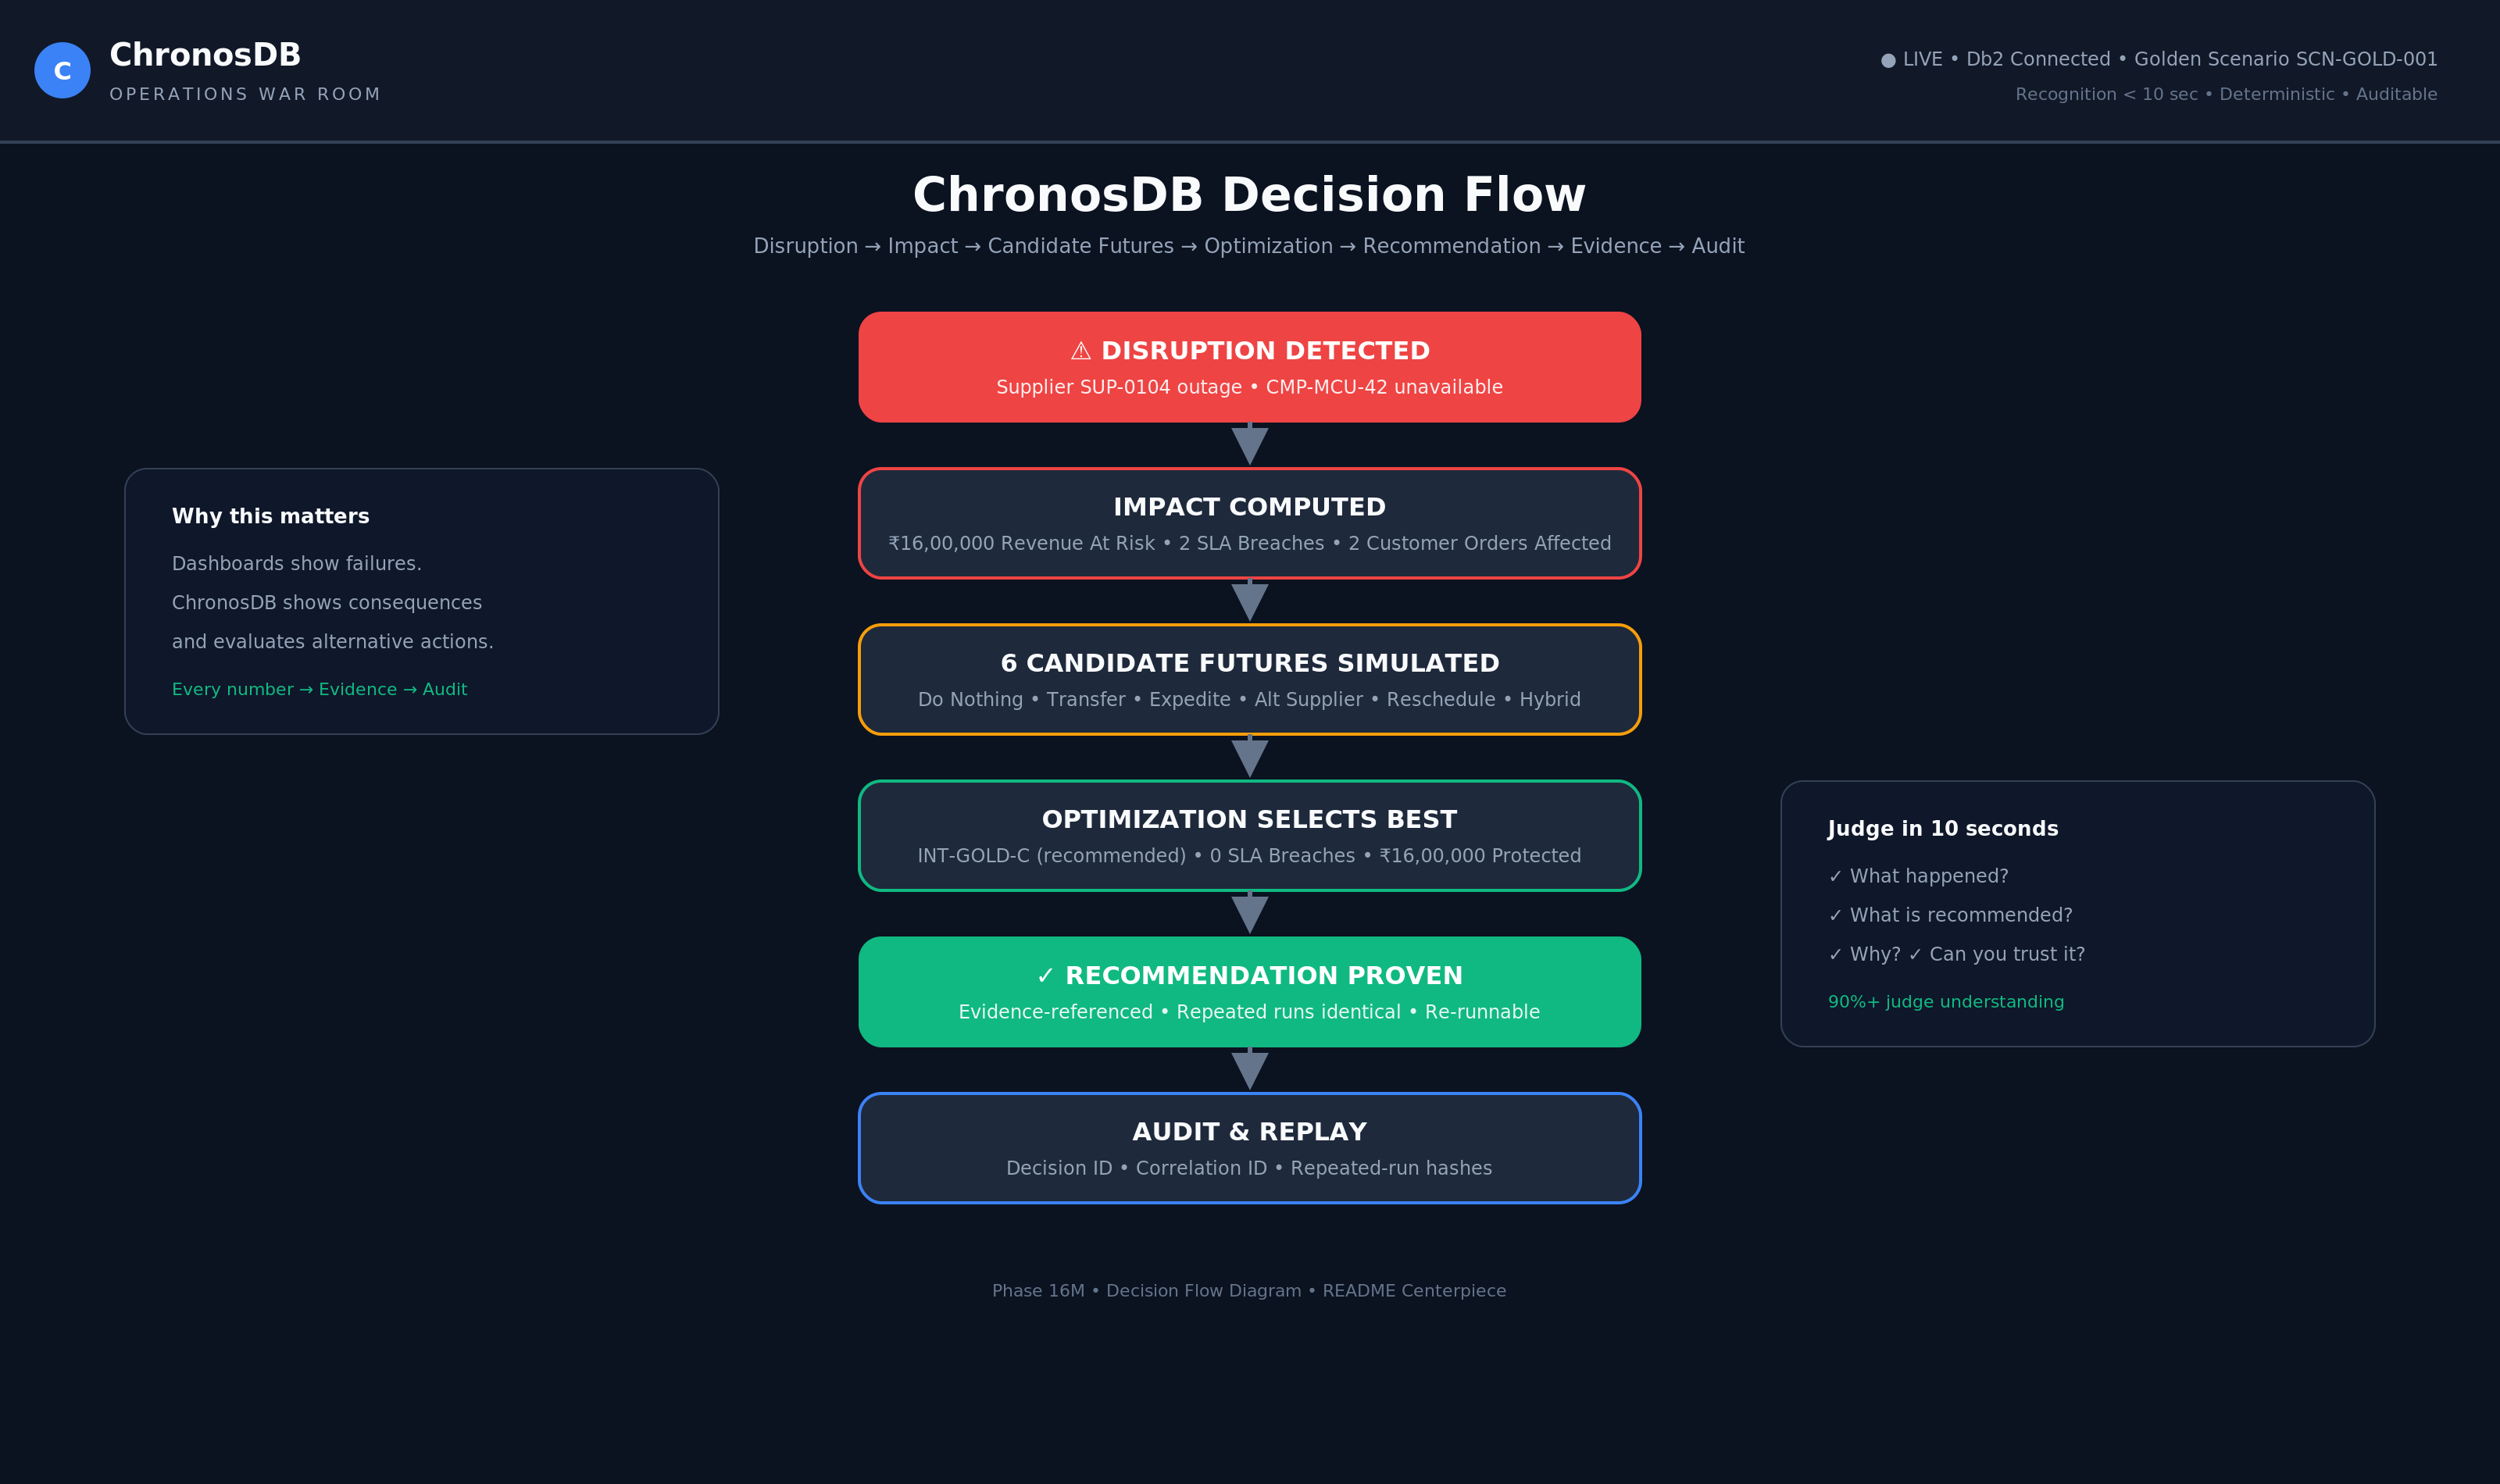 C
ChronosDB
OPERATIONS WAR ROOM
● LIVE • Db2 Connected • Golden Scenario SCN-GOLD-001
Recognition < 10 sec • Deterministic • Auditable
ChronosDB Decision Flow
Disruption → Impact → Candidate Futures → Optimization → Recommendation → Evidence → Audit
⚠ DISRUPTION DETECTED
Supplier SUP-0104 outage • CMP-MCU-42 unavailable
IMPACT COMPUTED
₹16,00,000 Revenue At Risk • 2 SLA Breaches • 2 Customer Orders Affected
Why this matters
Dashboards show failures.
ChronosDB shows consequences
and evaluates alternative actions.
Every number → Evidence → Audit
6 CANDIDATE FUTURES SIMULATED
Do Nothing • Transfer • Expedite • Alt Supplier • Reschedule • Hybrid
OPTIMIZATION SELECTS BEST
INT-GOLD-C (recommended) • 0 SLA Breaches • ₹16,00,000 Protected
Judge in 10 seconds
✓ What happened?
✓ What is recommended?
✓ Why? ✓ Can you trust it?
90%+ judge understanding
✓ RECOMMENDATION PROVEN
Evidence-referenced • Repeated runs identical • Re-runnable
AUDIT & REPLAY
Decision ID • Correlation ID • Repeated-run hashes
Phase 16M • Decision Flow Diagram • README Centerpiece